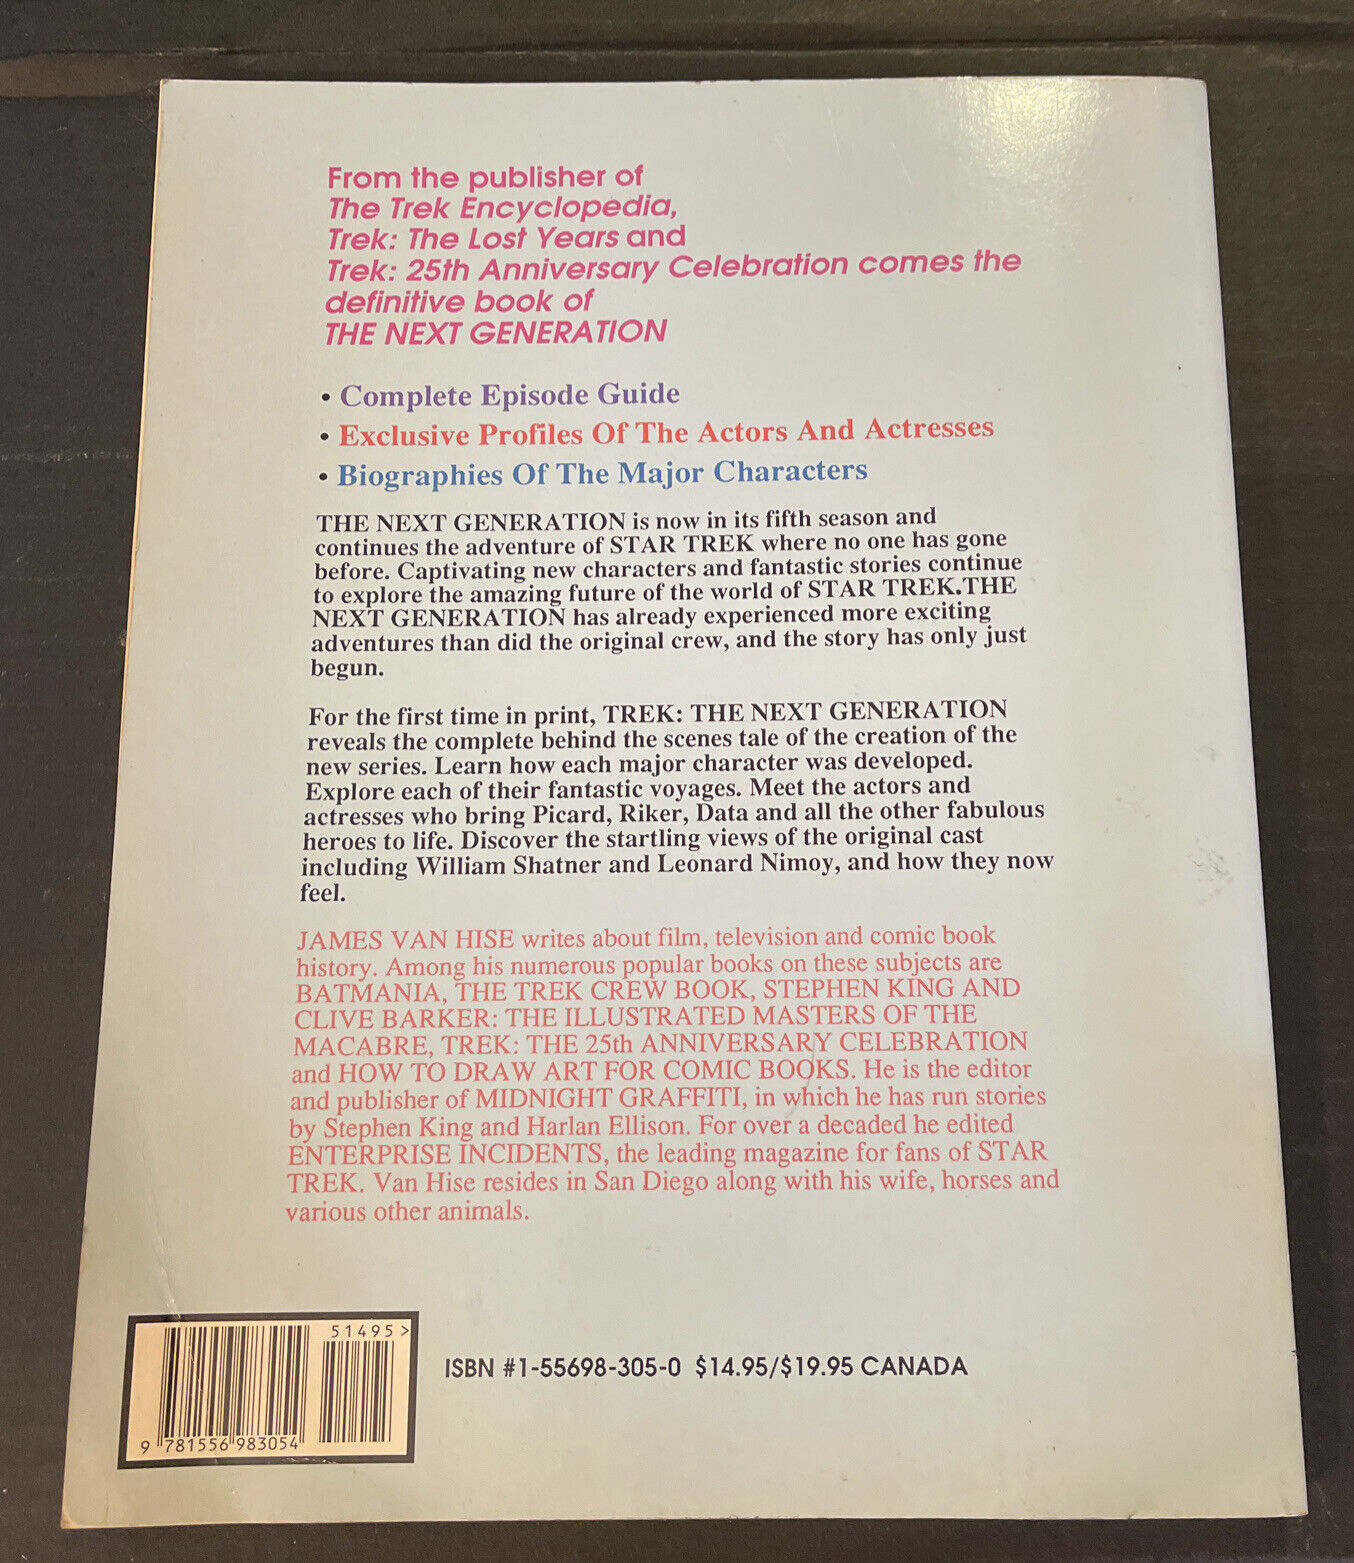 From the publisher of
The Trek Encyclopedia,
Trek: The Lost Years and
Trek: 25th Anniversary Celebration comes the
definitive book of
THE NEXT GENERATION
• Complete Episode Guide
• Exclusive Profiles Of The Actors And Actresses
• Biographies Of The Major Characters
THE NEXT GENERATION is now in its fifth season and
continues the adventure of STAR TREK where no one has gone
before. Captivating new characters and fantastic stories continue
to explore the amazing future of the world of STAR TREK.THE
NEXT GENERATION has already experienced more exciting
adventures than did the original crew, and the story has only just
begun.
For the first time in print, TREK: THE NEXT GENERATION
reveals the complete behind the scenes tale of the creation of the
new series. Learn how each major character was developed.
Explore each of their fantastic voyages. Meet the actors and
actresses who bring Picard, Riker, Data and all the other fabulous
heroes to life. Discover the startling views of the original cast
including William Shatner and Leonard Nimoy, and how they now
feel.
JAMES VAN HISE writes about film, television and comic book
history. Among his numerous popular books on these subjects are
BATMANIA, THE TREK CREW BOOK, STEPHEN KING AND
CLIVE BARKER: THE ILLUSTRATED MASTERS OF THE
MACABRE, TREK: THE 25th ANNIVERSARY CELEBRATION
and HOW TO DRAW ART FOR COMIC BOOKS. He is the editor
and publisher of MIDNIGHT GRAFFITI, in which he has run stories
by Stephen King and Harlan Ellison. For over a decaded he edited
ENTERPRISE INCIDENTS, the leading magazine for fans of STAR
TREK. Van Hise resides in San Diego along with his wife, horses and
various other animals.
51495>
9 781556 983054
ISBN #1-55698-305-0 $14.95/$19.95 CANADA